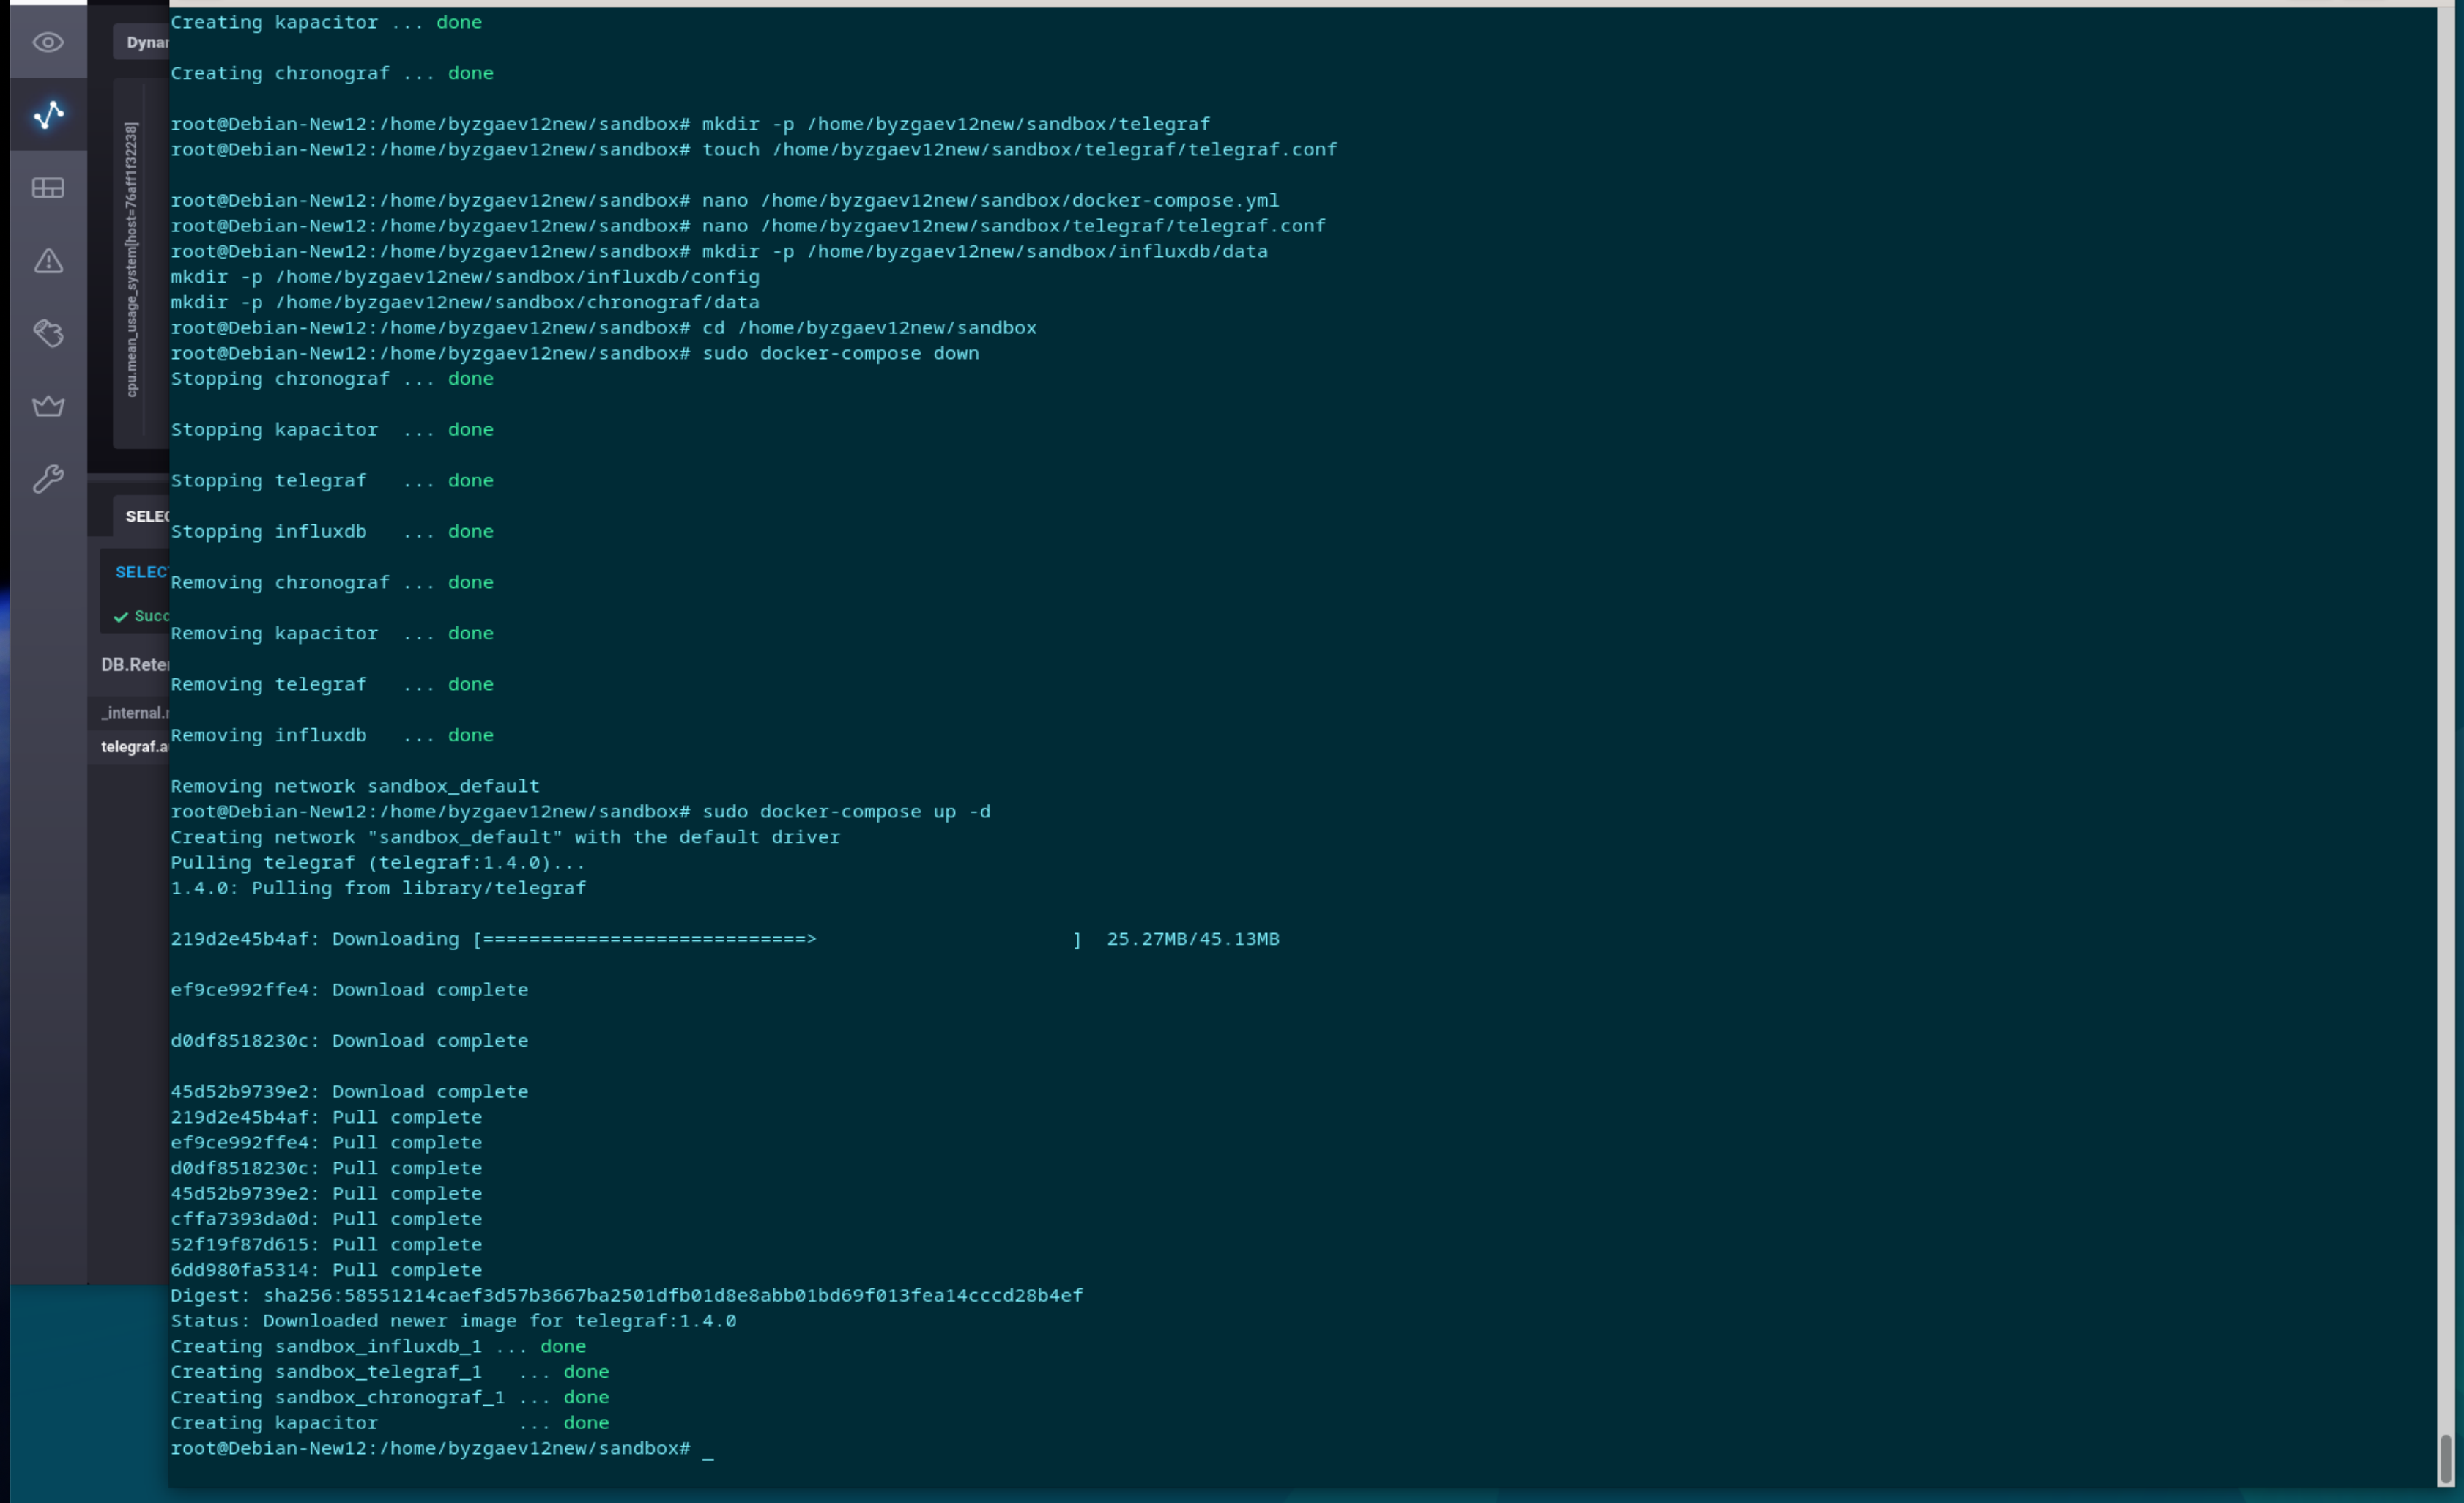 Creating kapacitor ... done
Creating chronograf ... done
root@Debian-New12:/home/byzgaev12new/sandbox# mkdir -p /home/byzgaev12new/sandbox/telegraf
root@Debian-New12:/home/byzgaev12new/sandbox# touch /home/byzgaev12new/sandbox/telegraf/telegraf.conf
root@Debian-New12:/home/byzgaev12new/sandbox# nano /home/byzgaev12new/sandbox/docker-compose.yml
root@Debian-New12:/home/byzgaev12new/sandbox# nano /home/byzgaev12new/sandbox/telegraf/telegraf.conf
root@Debian-New12:/home/byzgaev12new/sandbox# mkdir -p /home/byzgaev12new/sandbox/influxdb/data
mkdir -p /home/byzgaev12new/sandbox/influxdb/config
mkdir -p /home/byzgaev12new/sandbox/chronograf/data
root@Debian-New12:/home/byzgaev12new/sandbox# cd /home/byzgaev12new/sandbox
root@Debian-New12:/home/byzgaev12new/sandbox# sudo docker-compose down
Stopping chronograf ... done
Stopping kapacitor  ... done
Stopping telegraf   ... done
Stopping influxdb   ... done
Removing chronograf ... done
Removing kapacitor  ... done
Removing telegraf   ... done
Removing influxdb   ... done
Removing network sandbox_default
root@Debian-New12:/home/byzgaev12new/sandbox# sudo docker-compose up -d
Creating network "sandbox_default" with the default driver
Pulling telegraf (telegraf:1.4.0)...
1.4.0: Pulling from library/telegraf
219d2e45b4af: Downloading [============================>                      ]  25.27MB/45.13MB
ef9ce992ffe4: Download complete
d0df8518230c: Download complete
45d52b9739e2: Download complete
219d2e45b4af: Pull complete
ef9ce992ffe4: Pull complete
d0df8518230c: Pull complete
45d52b9739e2: Pull complete
cffa7393da0d: Pull complete
52f19f87d615: Pull complete
6dd980fa5314: Pull complete
Digest: sha256:58551214caef3d57b3667ba2501dfb01d8e8abb01bd69f013fea14cccd28b4ef
Status: Downloaded newer image for telegraf:1.4.0
Creating sandbox_influxdb_1 ... done
Creating sandbox_telegraf_1   ... done
Creating sandbox_chronograf_1 ... done
Creating kapacitor            ... done
root@Debian-New12:/home/byzgaev12new/sandbox# _
Dynar
cpu.mean_usage_system[host=76aff1f32238]
SELEC
SELEC
Succ
DB.Rete
_internal.
telegraf.a